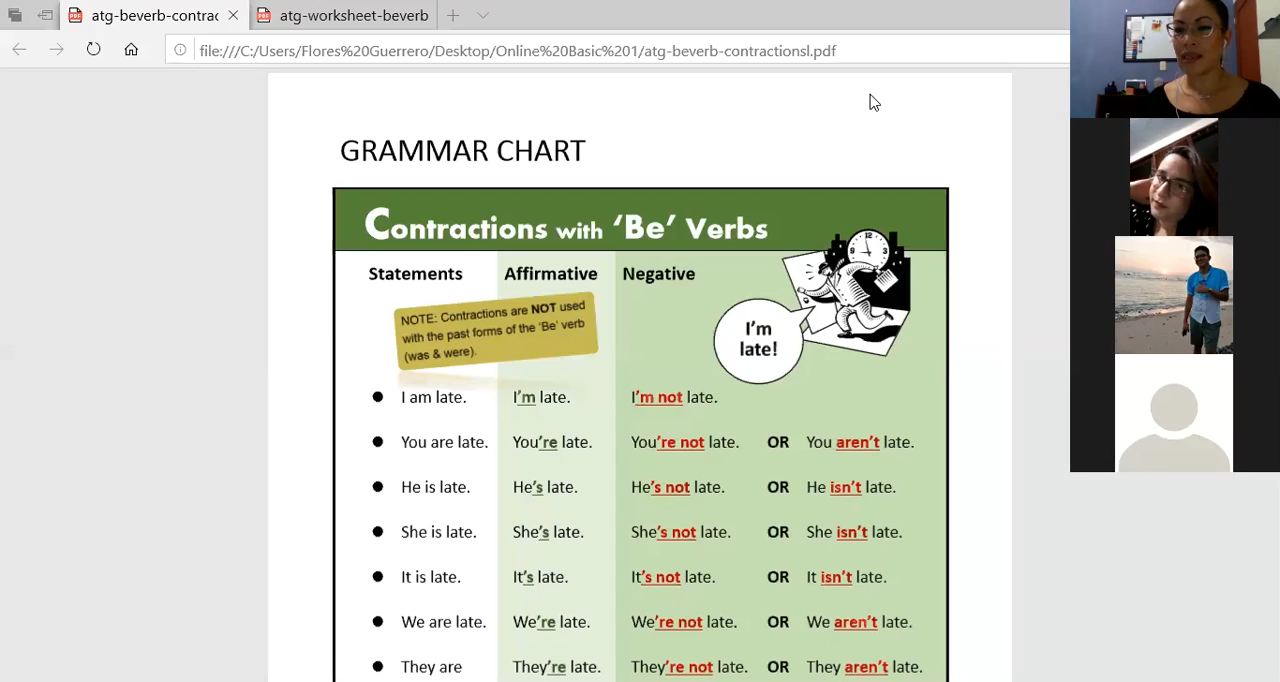 atg-beverb-contrac
atg-worksheet-beverb
file:///C:/Users/Flores%20Guerrero/Desktop/Online%20Basic%201/atg-beverb-contractionsl.pdf
GRAMMAR CHART
Contractions with ‘Be’ Verbs
Statements Affirmative Negative
NOTE: Contractions are NOT used
with the past forms of the ‘Be’ verb
(was & were).
I’m
late!
I am late. I’m late. I’m not late.
You are late. You’re late. You’re not late. OR You aren’t late.
He is late. He’s late. He’s not late. OR He isn’t late.
She is late. She’s late. She’s not late. OR She isn’t late.
It is late. It’s late. It’s not late. OR It isn’t late.
We are late. We’re late. We’re not late. OR We aren’t late.
They are They’re late. They’re not late. OR They aren’t late.